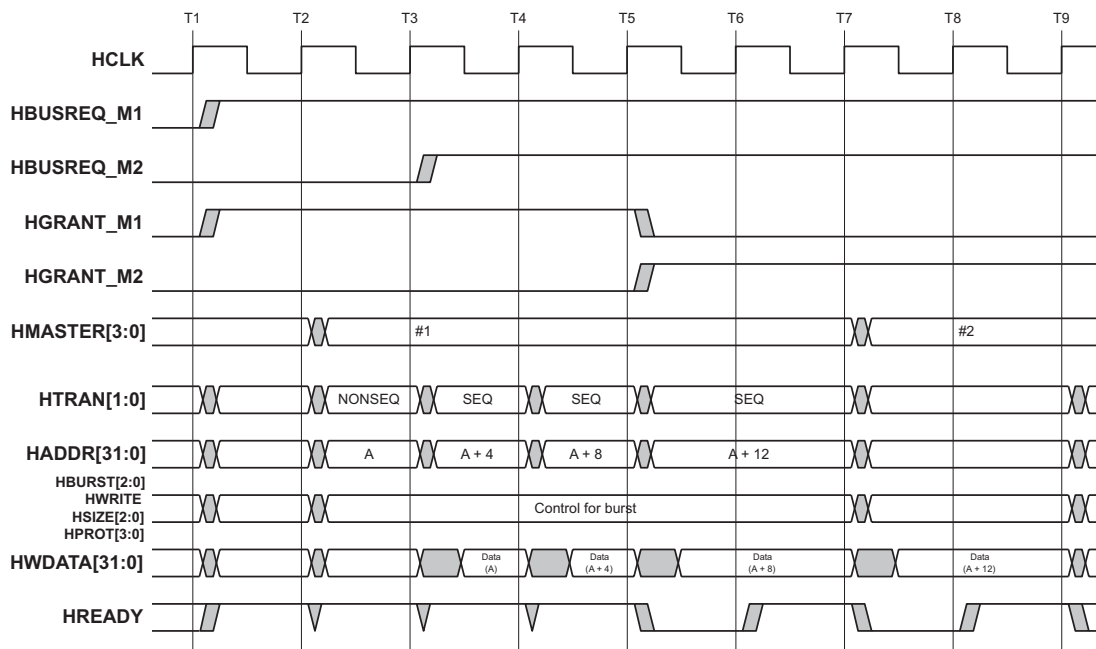 T1 T2 T3 T4 T5 T6 T7 T8 T9
HCLK
HBUSREQ_M1
HBUSREQ_M2
HGRANT_M1
HGRANT_M2
HMASTER[3:0] #1 #2
HTRAN[1:0] NONSEQ SEQ SEQ SEQ
HADDR[31:0] A A + 4 A + 8 A + 12
HBURST[2:0]
HWRITE
HSIZE[2:0]
HPROT[3:0]
Control for burst
HWDATA[31:0]
Data
(A)
Data
(A + 4)
Data
(A + 8)
Data
(A + 12)
HREADY